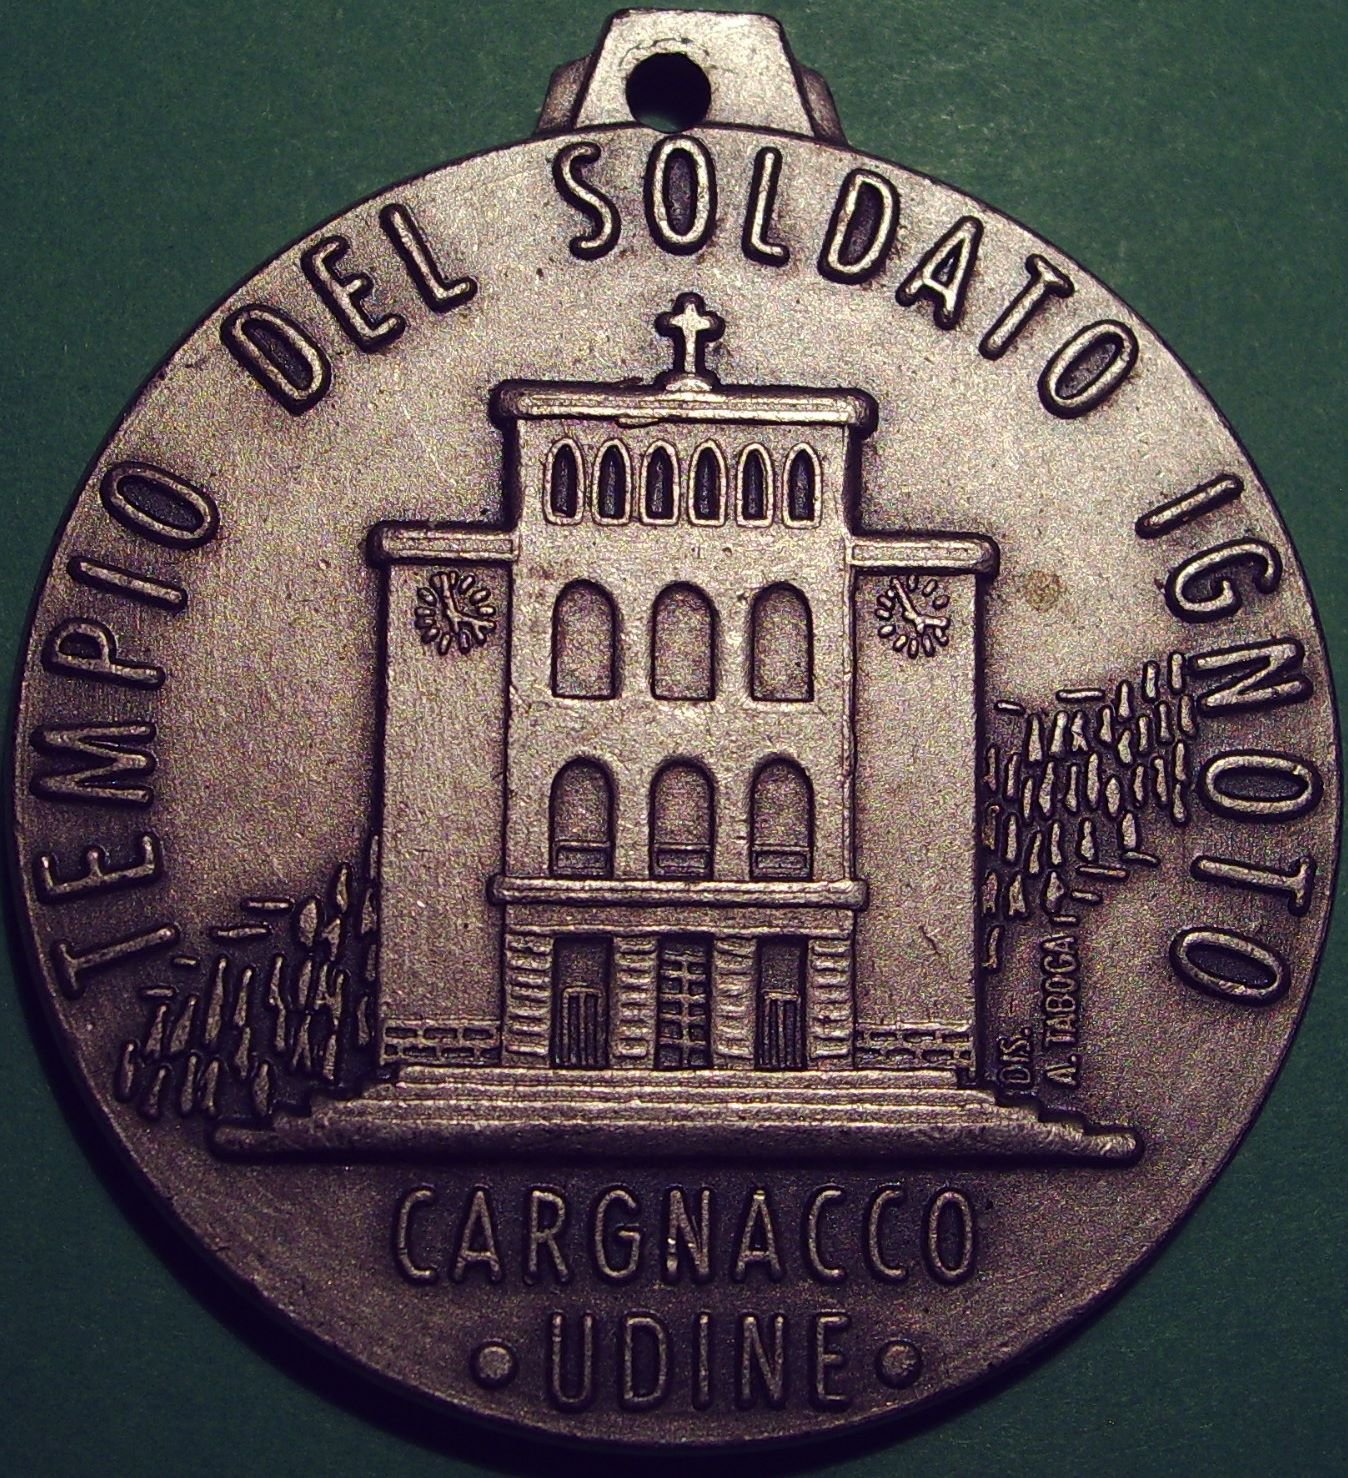 TEMPIO DEL SOLDATO IGNOTO
DIS.
A. TABOGA
CARGNACCO
• UDINE •